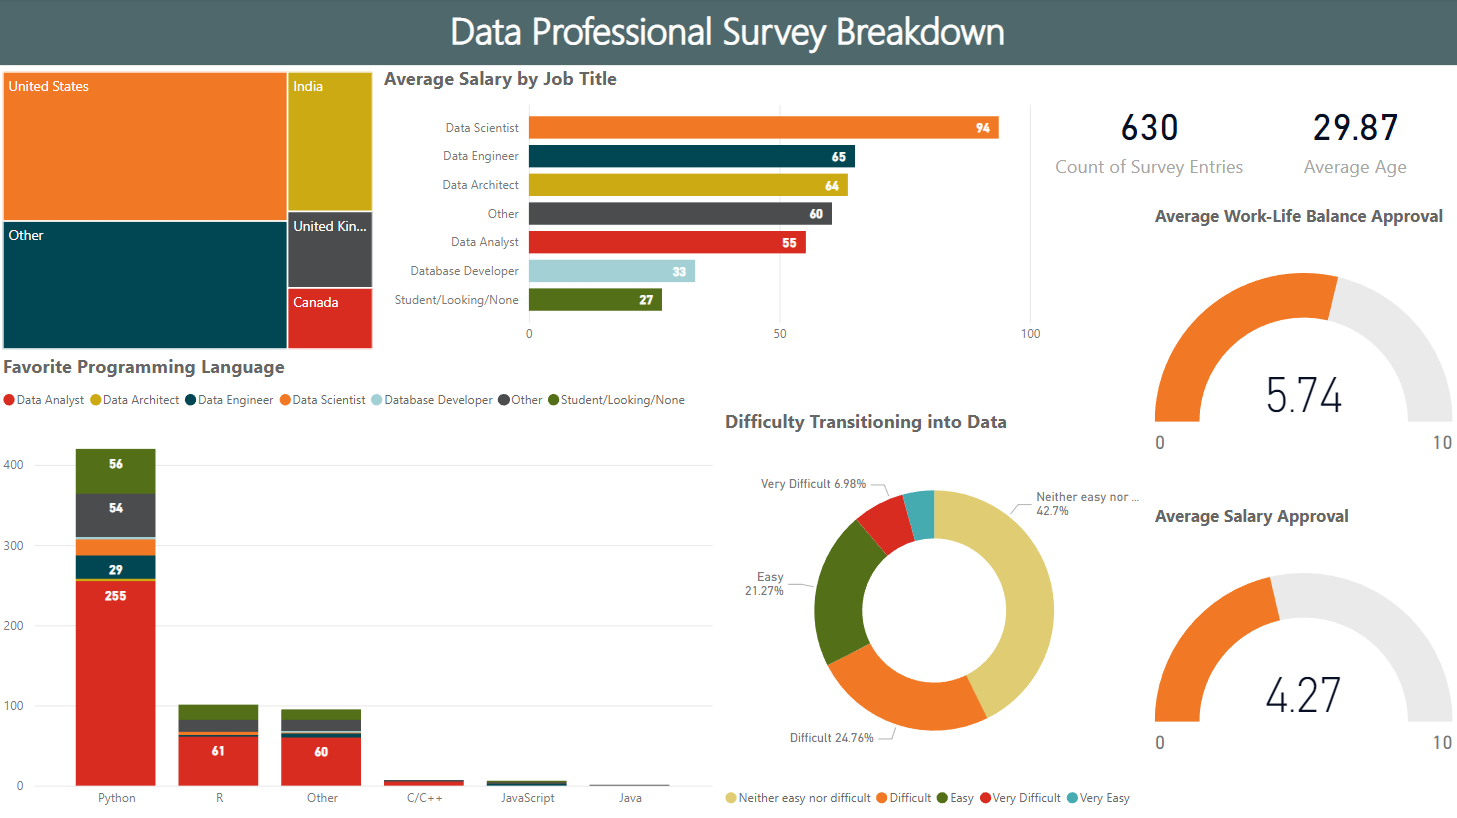 Data Professional Survey Breakdown
United States
India
Other
United Kin...
Canada
Average Salary by Job Title
Data Scientist 94
Data Engineer 65
Data Architect 64
Other 60
Data Analyst 55
Database Developer 33
Student/Looking/None 27
0 50 100
630
Count of Survey Entries
29.87
Average Age
Average Work-Life Balance Approval
5.74
0 10
Favorite Programming Language
Data Analyst Data Architect Data Engineer Data Scientist Database Developer Other Student/Looking/None
400
300
200
100
0
56
54
29
255
61
60
Python R Other C/C++ JavaScript Java
Difficulty Transitioning into Data
Very Difficult 6.98%
Neither easy nor ...
42.7%
Easy
21.27%
Difficult 24.76%
Neither easy nor difficult Difficult Easy Very Difficult Very Easy
Average Salary Approval
4.27
0 10